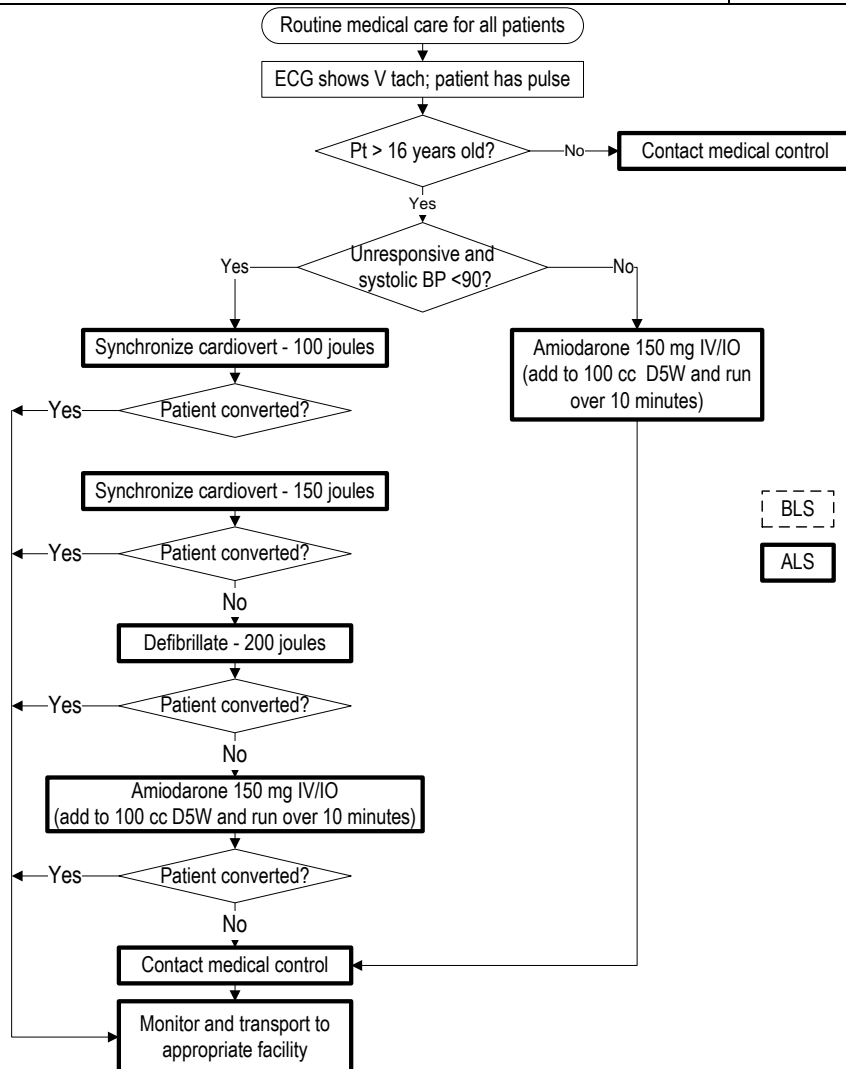 Routine medical care for all patients
ECG shows V tach; patient has pulse
Pt > 16 years old?
No
Contact medical control
Yes
Unresponsive and
systolic BP <90?
Yes
No
Synchronize cardiovert - 100 joules
Amiodarone 150 mg IV/IO
(add to 100 cc D5W and run
over 10 minutes)
Yes
Patient converted?
Synchronize cardiovert - 150 joules
BLS
Yes
Patient converted?
ALS
No
Defibrillate - 200 joules
Yes
Patient converted?
No
Amiodarone 150 mg IV/IO
(add to 100 cc D5W and run over 10 minutes)
Yes
Patient converted?
No
Contact medical control
Monitor and transport to
appropriate facility